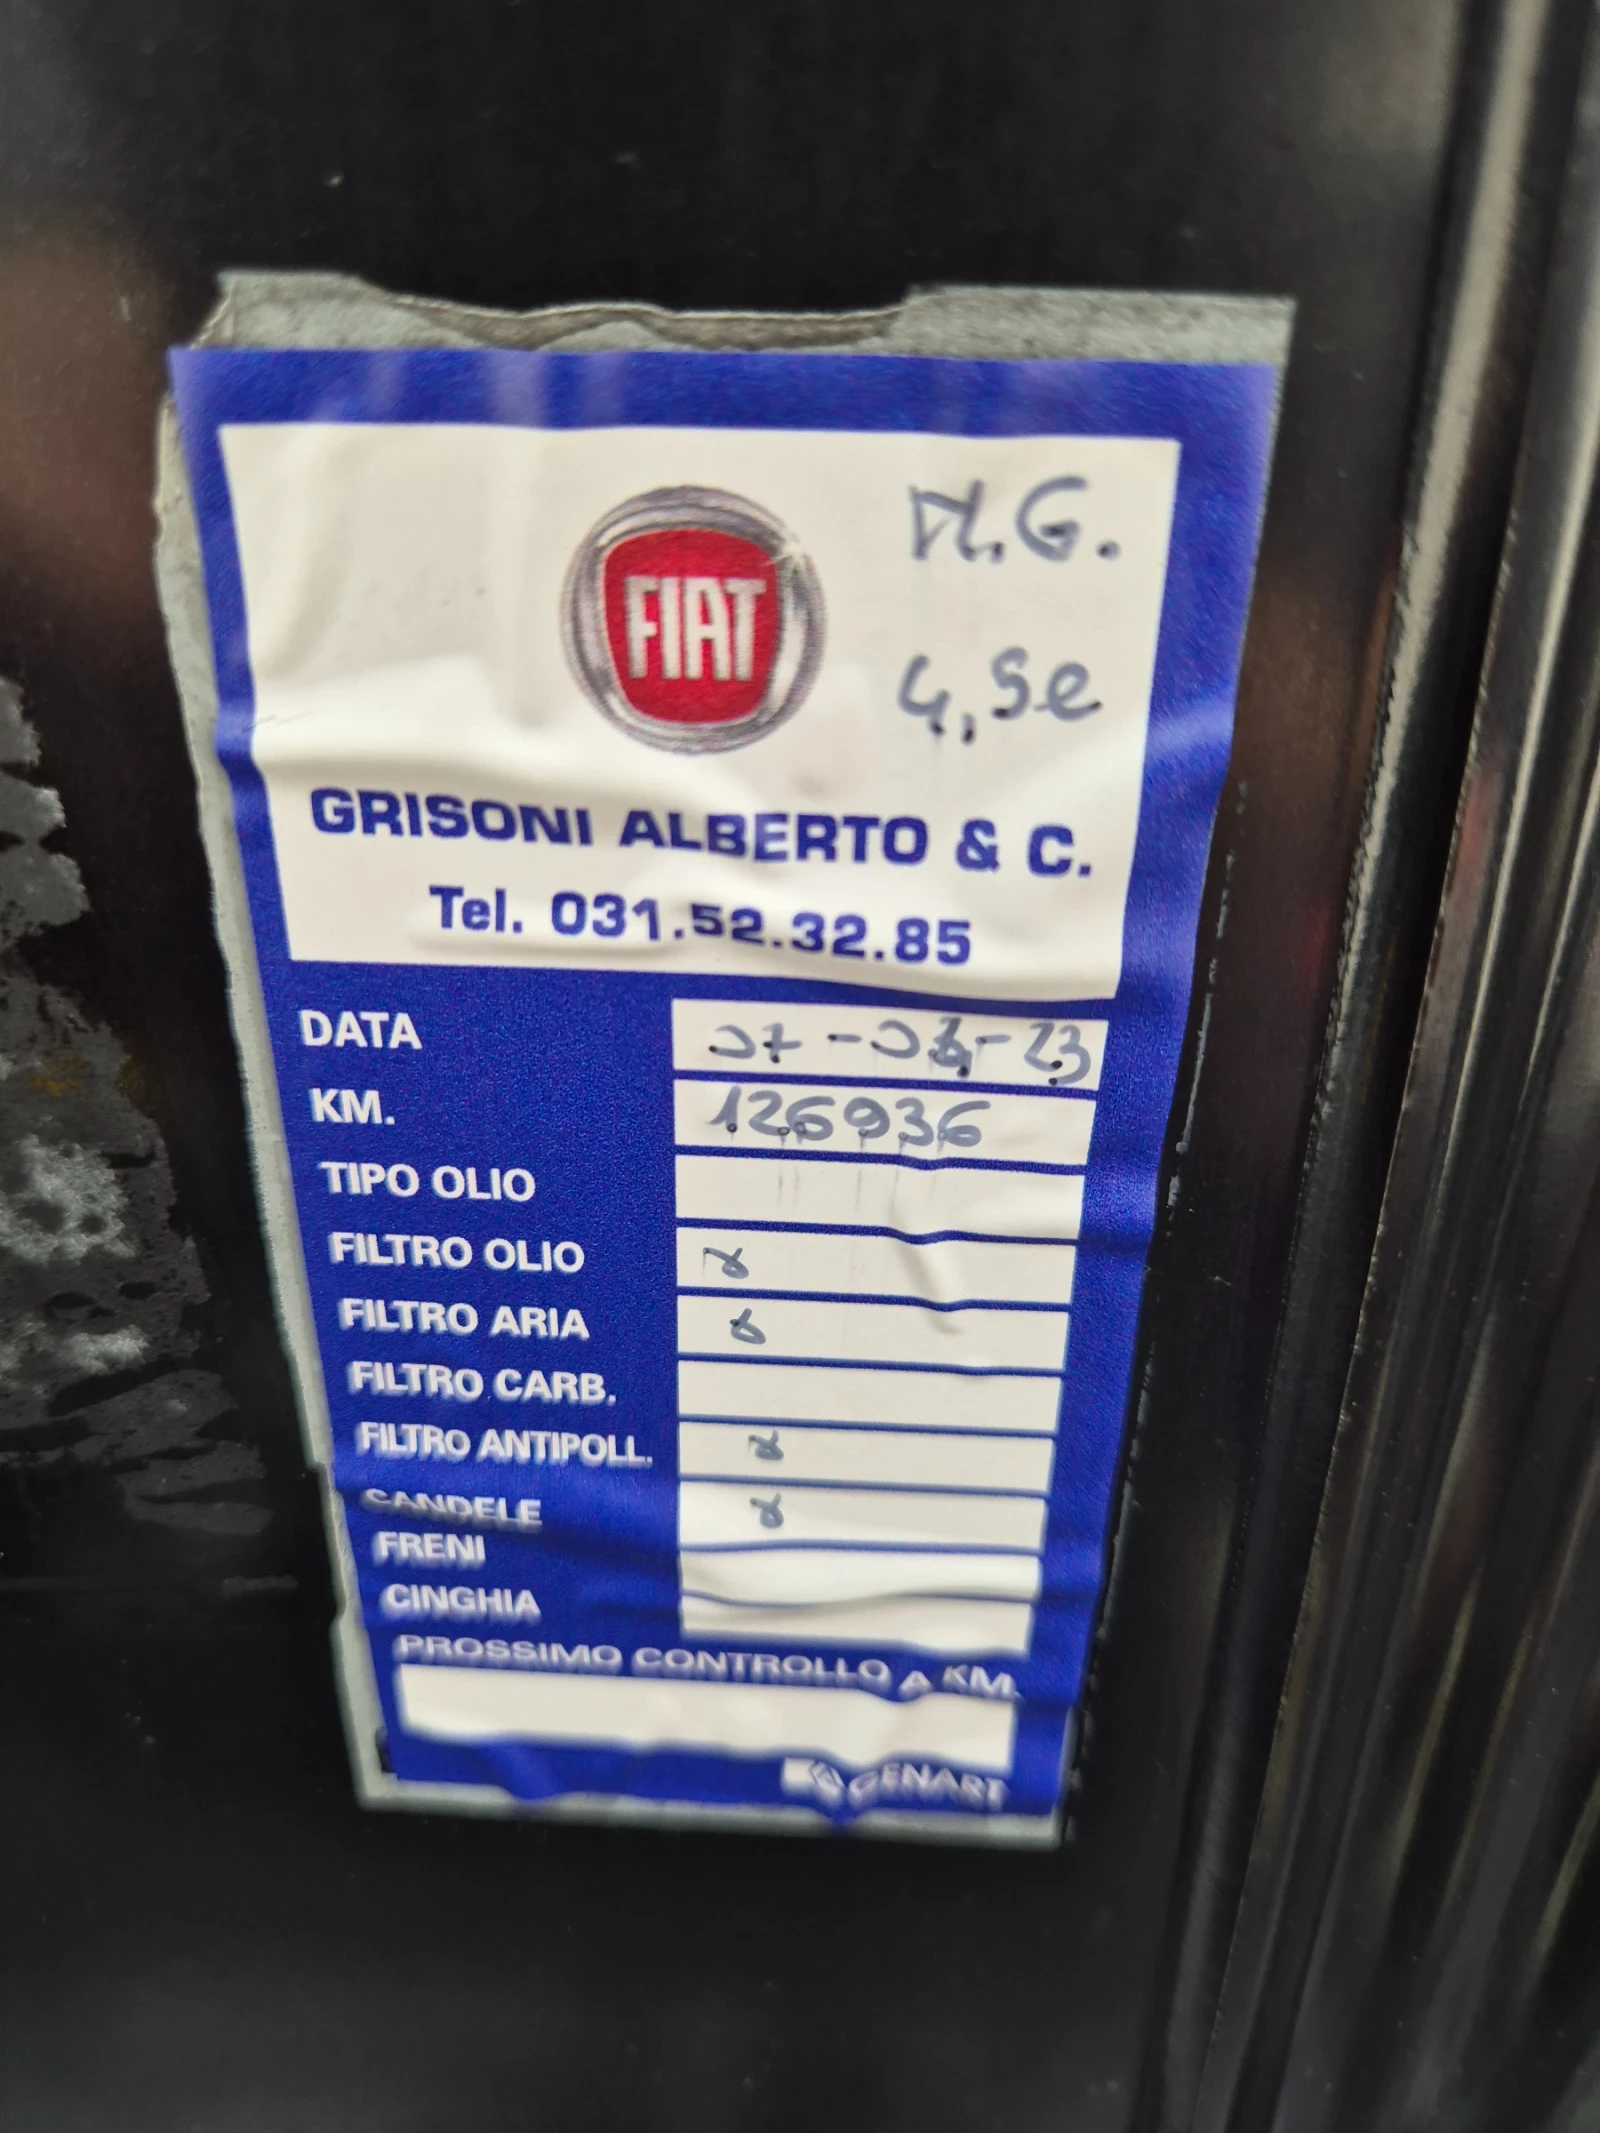 FIAT
M.G.
4,5e
GRISONI ALBERTO & C.
Tel. 031.52.32.85
DATA
KM. 126936
TIPO OLIO
FILTRO OLIO x
FILTRO ARIA x
FILTRO CARB.
FILTRO ANTIPOLL. x
CANDELE x
FRENI
CINGHIA
PROSSIMO CONTROLLO A KM.
GENART